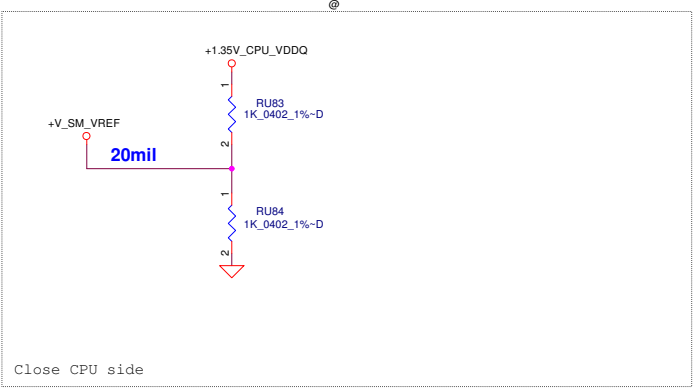 @
+1.35V_CPU_VDDQ
1
RU83
1K_0402_1%~D
2
+V_SM_VREF
20mil
1
RU84
1K_0402_1%~D
2
Close CPU side